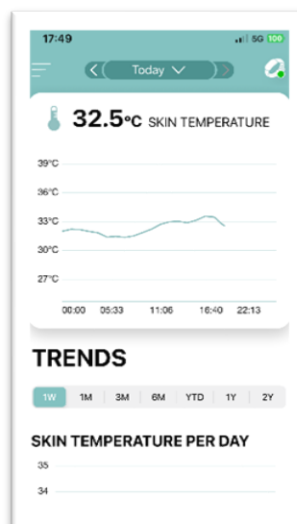 17:49 5G 100
Today
32.5°C SKIN TEMPERATURE
39°C
36°C
33°C
30°C
27°C
00:00 05:33 11:06 16:40 22:13
TRENDS
1W 1M 3M 6M YTD 1Y 2Y
SKIN TEMPERATURE PER DAY
35
34